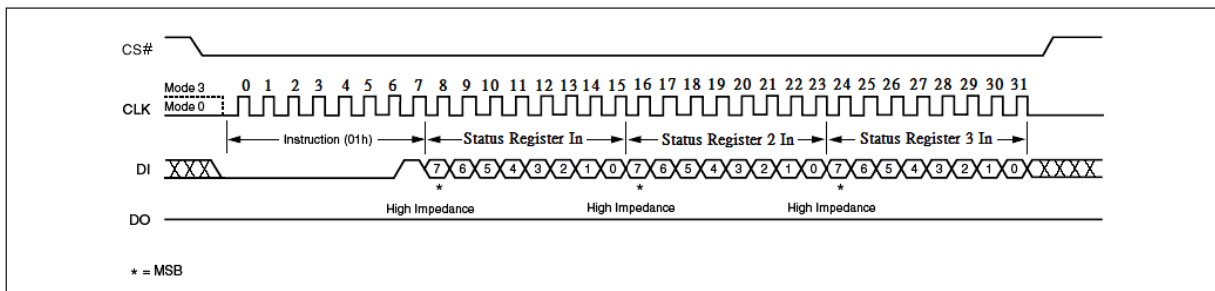 CS#
Mode 3
0 1 2 3 4 5 6 7 8 9 10 11 12 13 14 15 16 17 18 19 20 21 22 23 24 25 26 27 28 29 30 31
CLK
Mode 0
Instruction (01h) Status Register In Status Register 2 In Status Register 3 In
DI 7 6 5 4 3 2 1 0 7 6 5 4 3 2 1 0 7 6 5 4 3 2 1 0
* * *
High Impedance High Impedance High Impedance
DO
* = MSB